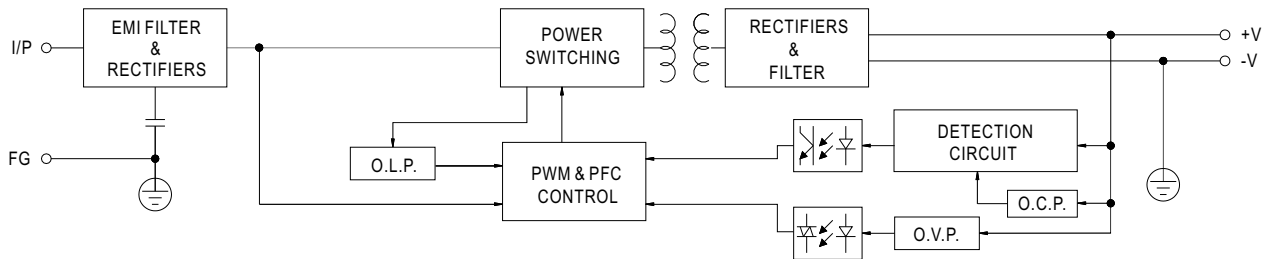 I/P
EMI FILTER
&
RECTIFIERS
POWER
SWITCHING
RECTIFIERS
&
FILTER
+V
-V
FG
O.L.P.
PWM & PFC
CONTROL
DETECTION
CIRCUIT
O.C.P.
O.V.P.